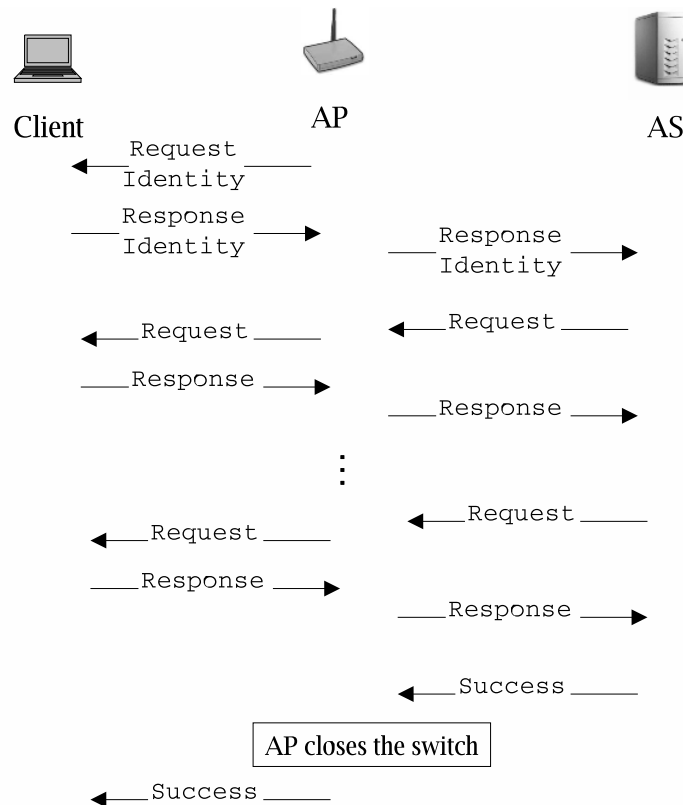 Client
AP
AS
Request
Identity
Response
Identity
Response
Identity
Request
Request
Response
Response
⋮
Request
Request
Response
Response
Success
AP closes the switch
Success